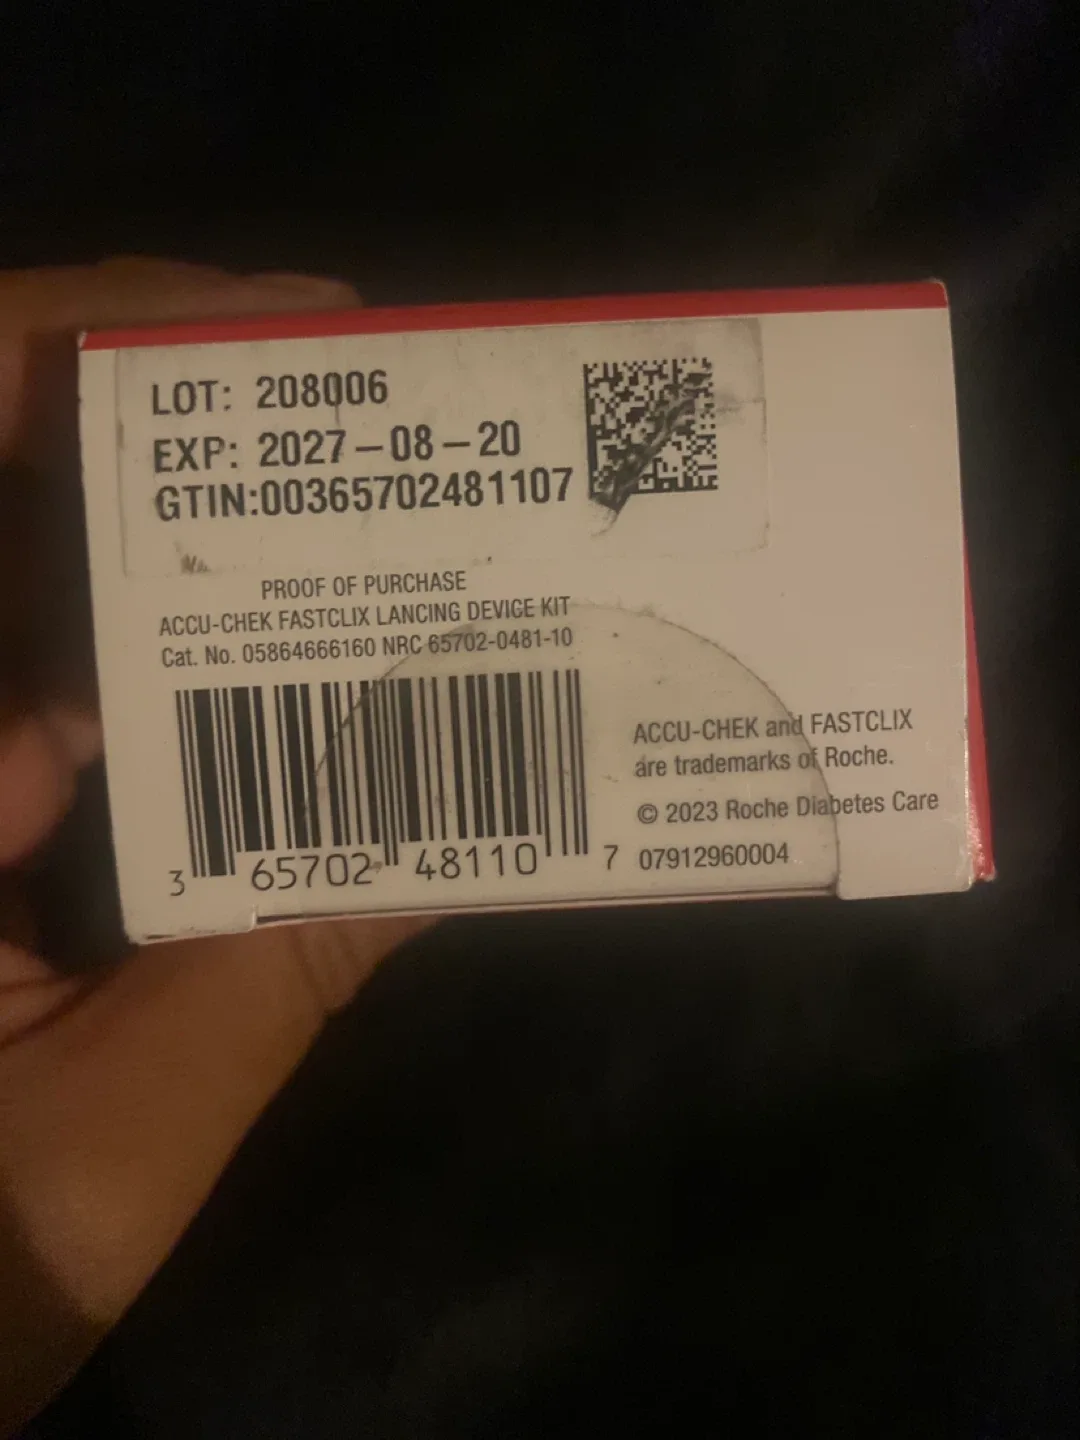 LOT: 208006
EXP: 2027-08-20
GTIN:00365702481107
PROOF OF PURCHASE
ACCU-CHEK FASTCLIX LANCING DEVICE KIT
Cat. No. 05864666160 NRC 65702-0481-10
3 65702 48110 7
ACCU-CHEK and FASTCLIX
are trademarks of Roche.
© 2023 Roche Diabetes Care
07912960004